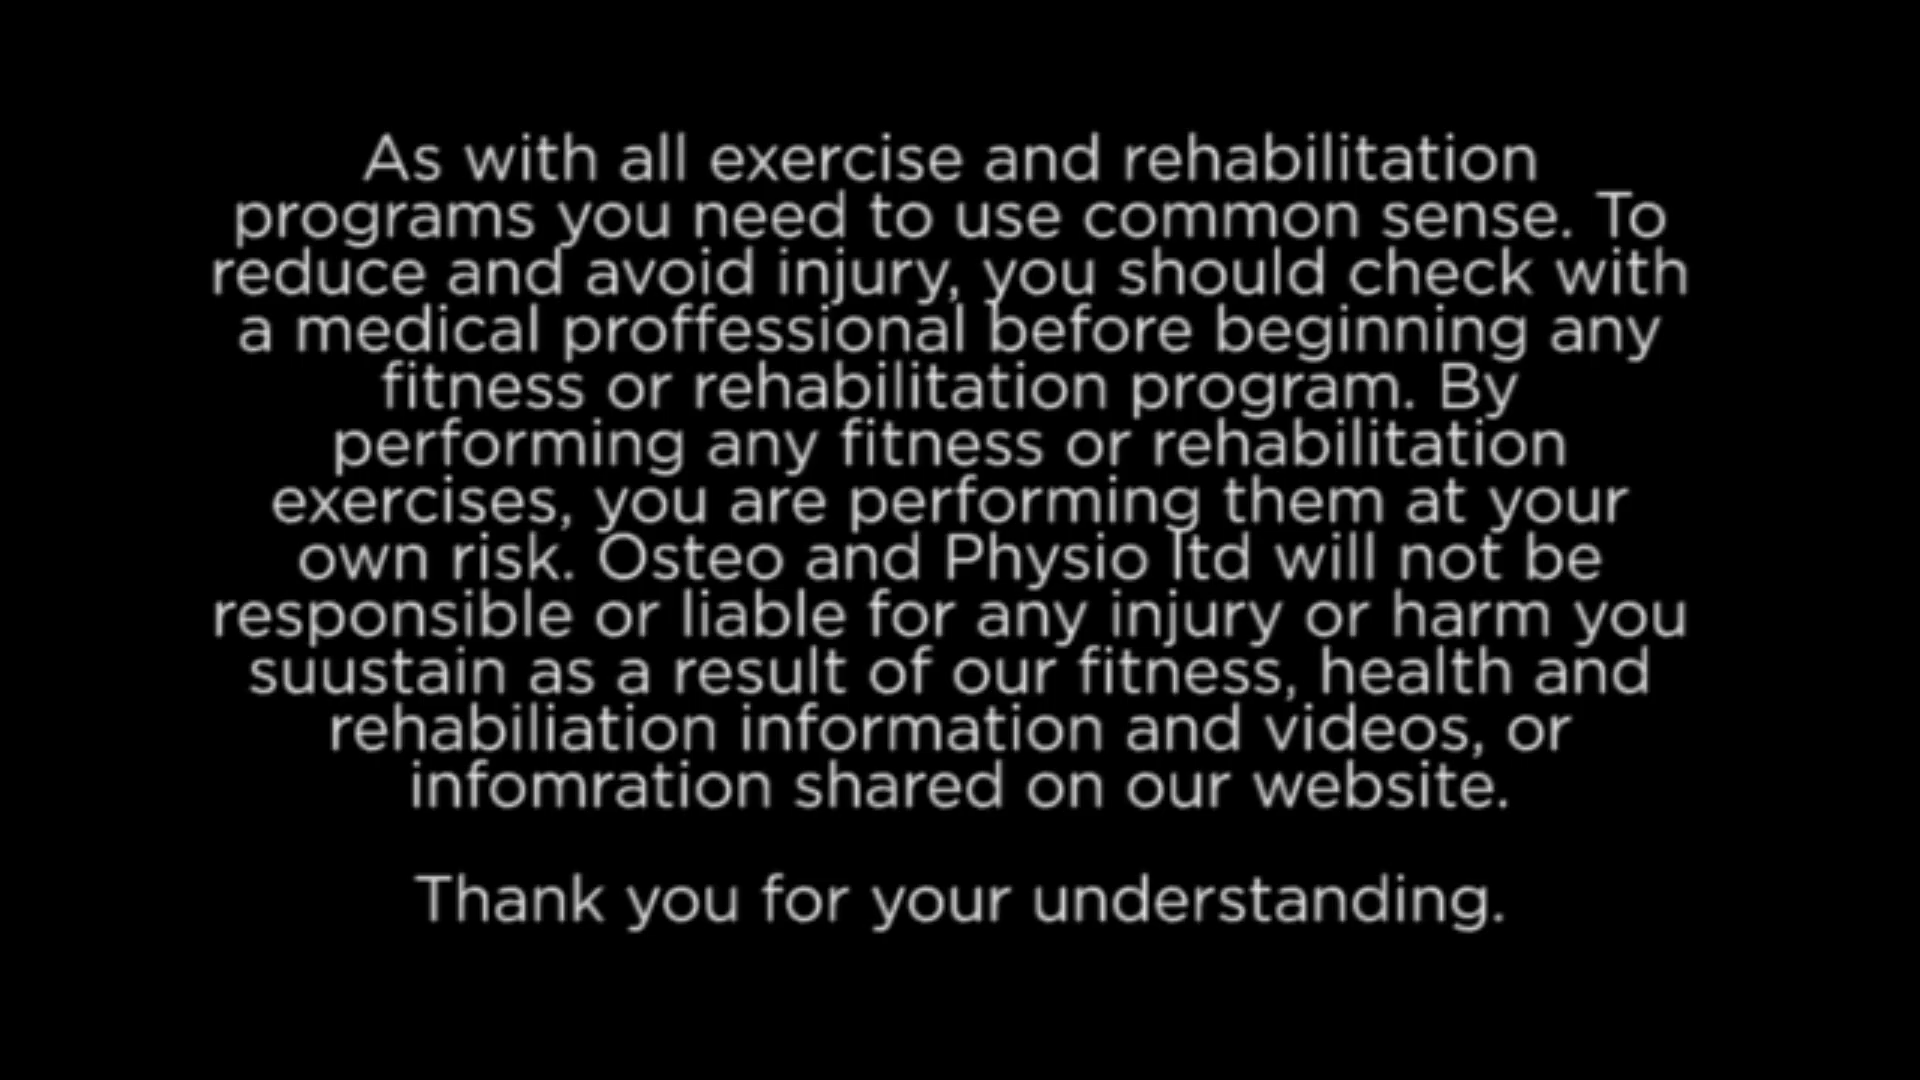 As with all exercise and rehabilitation
programs you need to use common sense. To
reduce and avoid injury, you should check with
a medical proffessional before beginning any
fitness or rehabilitation program. By
performing any fitness or rehabilitation
exercises, you are performing them at your
own risk. Osteo and Physio ltd will not be
responsible or liable for any injury or harm you
suustain as a result of our fitness, health and
rehabiliation information and videos, or
infomration shared on our website.
Thank you for your understanding.